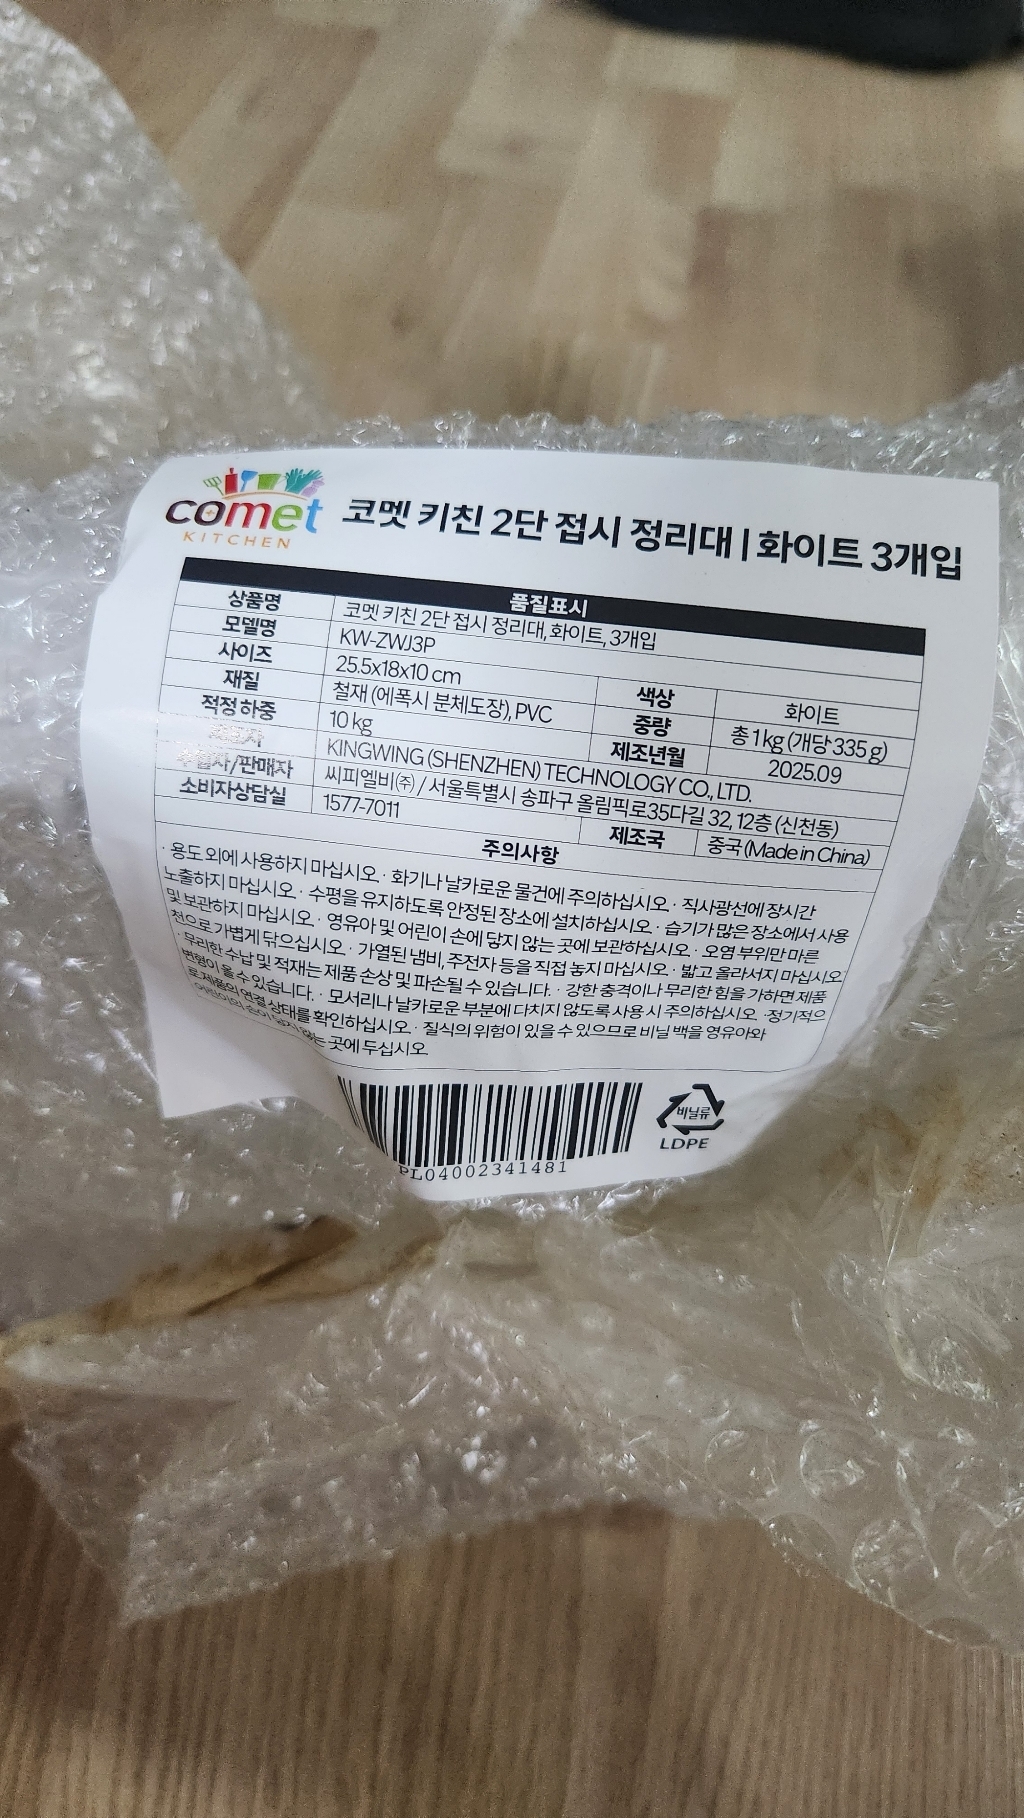 comet
KITCHEN
코멧 키친 2단 접시 정리대 | 화이트 3개입
품질표시
상품명 코멧 키친 2단 접시 정리대, 화이트, 3개입
모델명 KW-ZWJ3P
사이즈 25.5x18x10 cm 색상 화이트
재질 철재 (에폭시 분체도장), PVC 중량 총 1 kg (개당 335 g)
적정 하중 10 kg 제조년월 2025.09
KINGWING (SHENZHEN) TECHNOLOGY CO., LTD.
수입자/판매자 씨피엘비(주) / 서울특별시 송파구 올림픽로35다길 32, 12층 (신천동)
소비자상담실 1577-7011 제조국 중국 (Made in China)
주의사항
· 용도 외에 사용하지 마십시오. · 화기나 날카로운 물건에 주의하십시오. · 직사광선에 장시간
노출하지 마십시오. · 수평을 유지하도록 안정된 장소에 설치하십시오. · 습기가 많은 장소에서 사용
및 보관하지 마십시오. · 영유아 및 어린이 손에 닿지 않는 곳에 보관하십시오. · 오염 부위만 마른
천으로 가볍게 닦으십시오. · 가열된 냄비, 주전자 등을 직접 놓지 마십시오. · 밟고 올라서지 마십시오.
· 무리한 수납 및 적재는 제품 손상 및 파손될 수 있습니다. · 강한 충격이나 무리한 힘을 가하면 제품
변형이 올 수 있습니다. · 모서리나 날카로운 부분에 다치지 않도록 사용 시 주의하십시오. · 정기적으
로 제품의 연결 상태를 확인하십시오. · 질식의 위험이 있을 수 있으므로 비닐 백을 영유아와
어린이의 손이 닿지 않는 곳에 두십시오.
PL04002341481
비닐류
LDPE